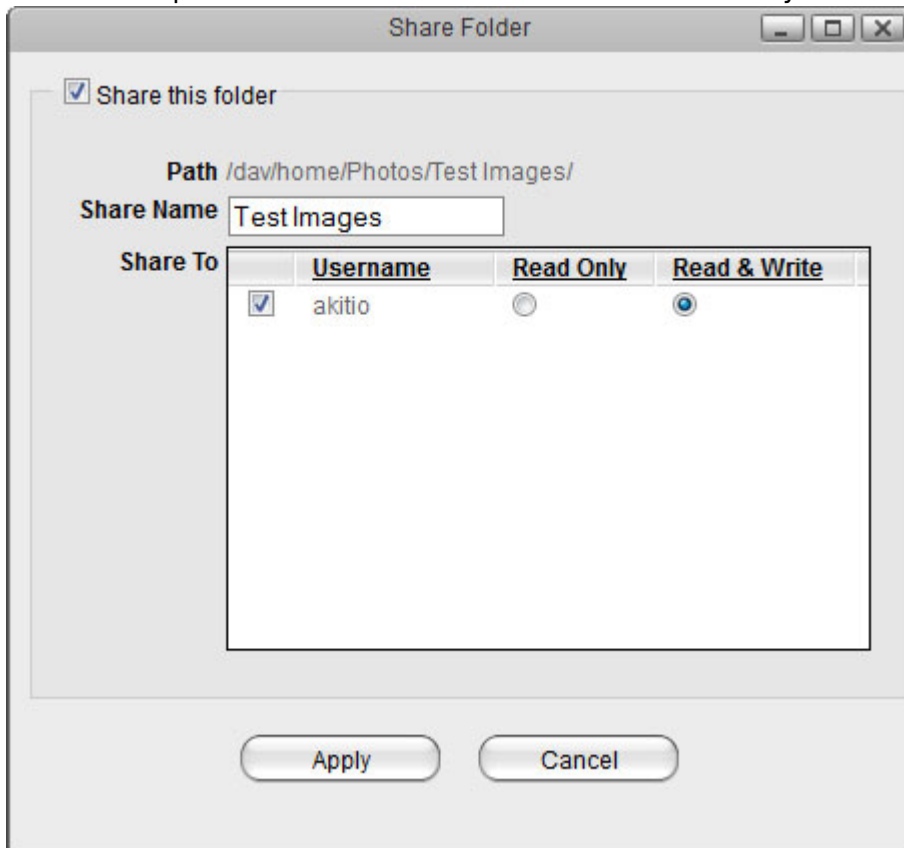 Share Folder
Share this folder
Path /dav/home/Photos/Test Images/
Share Name Test Images
Share To Username Read Only Read & Write
akitio
Apply Cancel